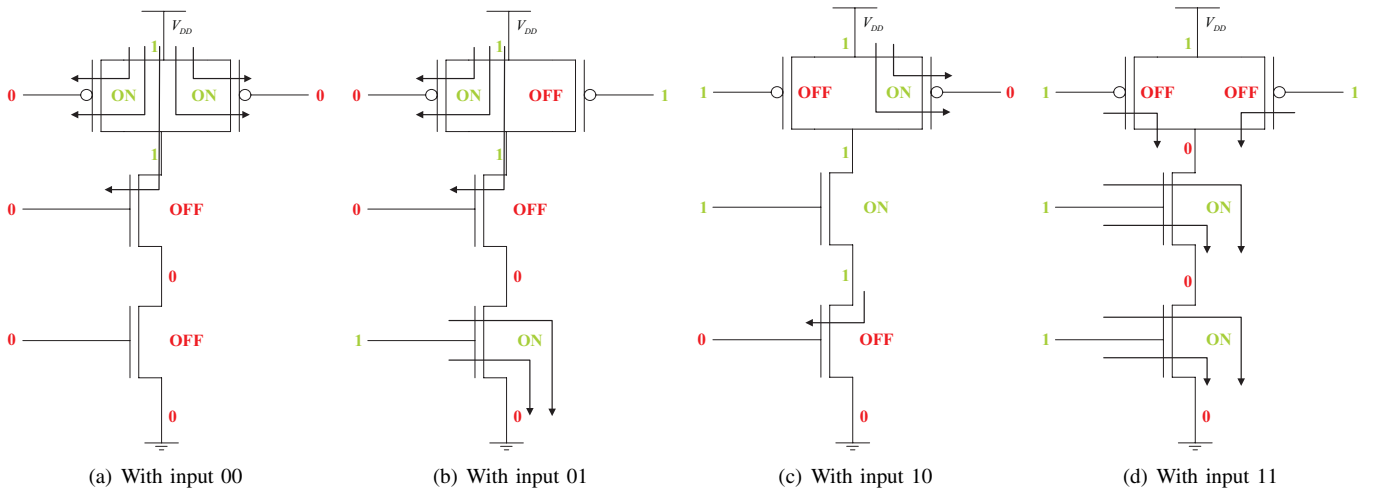 V_DD V_DD V_DD V_DD
1 1 1 1
0 ON ON 0 0 ON OFF 1 1 OFF ON 0 1 OFF OFF 1
1 1 1 0
0 OFF 0 OFF 1 ON 1 ON
0 0 1 0
0 OFF 1 ON 0 OFF 1 ON
0 0 0 0
(a) With input 00 (b) With input 01 (c) With input 10 (d) With input 11